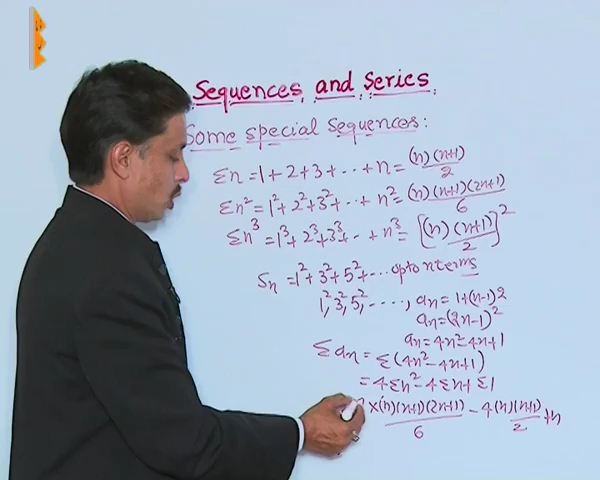 Sequences and Series
Some special sequences:
Σn = 1+2+3+ ... + n = (n)(n+1)/2
Σn² = 1²+2²+3²+ ... + n² = (n)(n+1)(2n+1)/6
Σn³ = 1³+2³+3³+ ... + n³ = [(n)(n+1)/2]²
Sn = 1²+3²+5²+ ... upto n terms
1², 3², 5², ....., an = 1+(n-1)2
an = (2n-1)²
an = 4n²-4n+1
Σan = Σ(4n²-4n+1)
= 4Σn²-4Σn+Σ1
x(n)(n+1)(2n+1)/6 - 4(n)(n+1)/2 + n